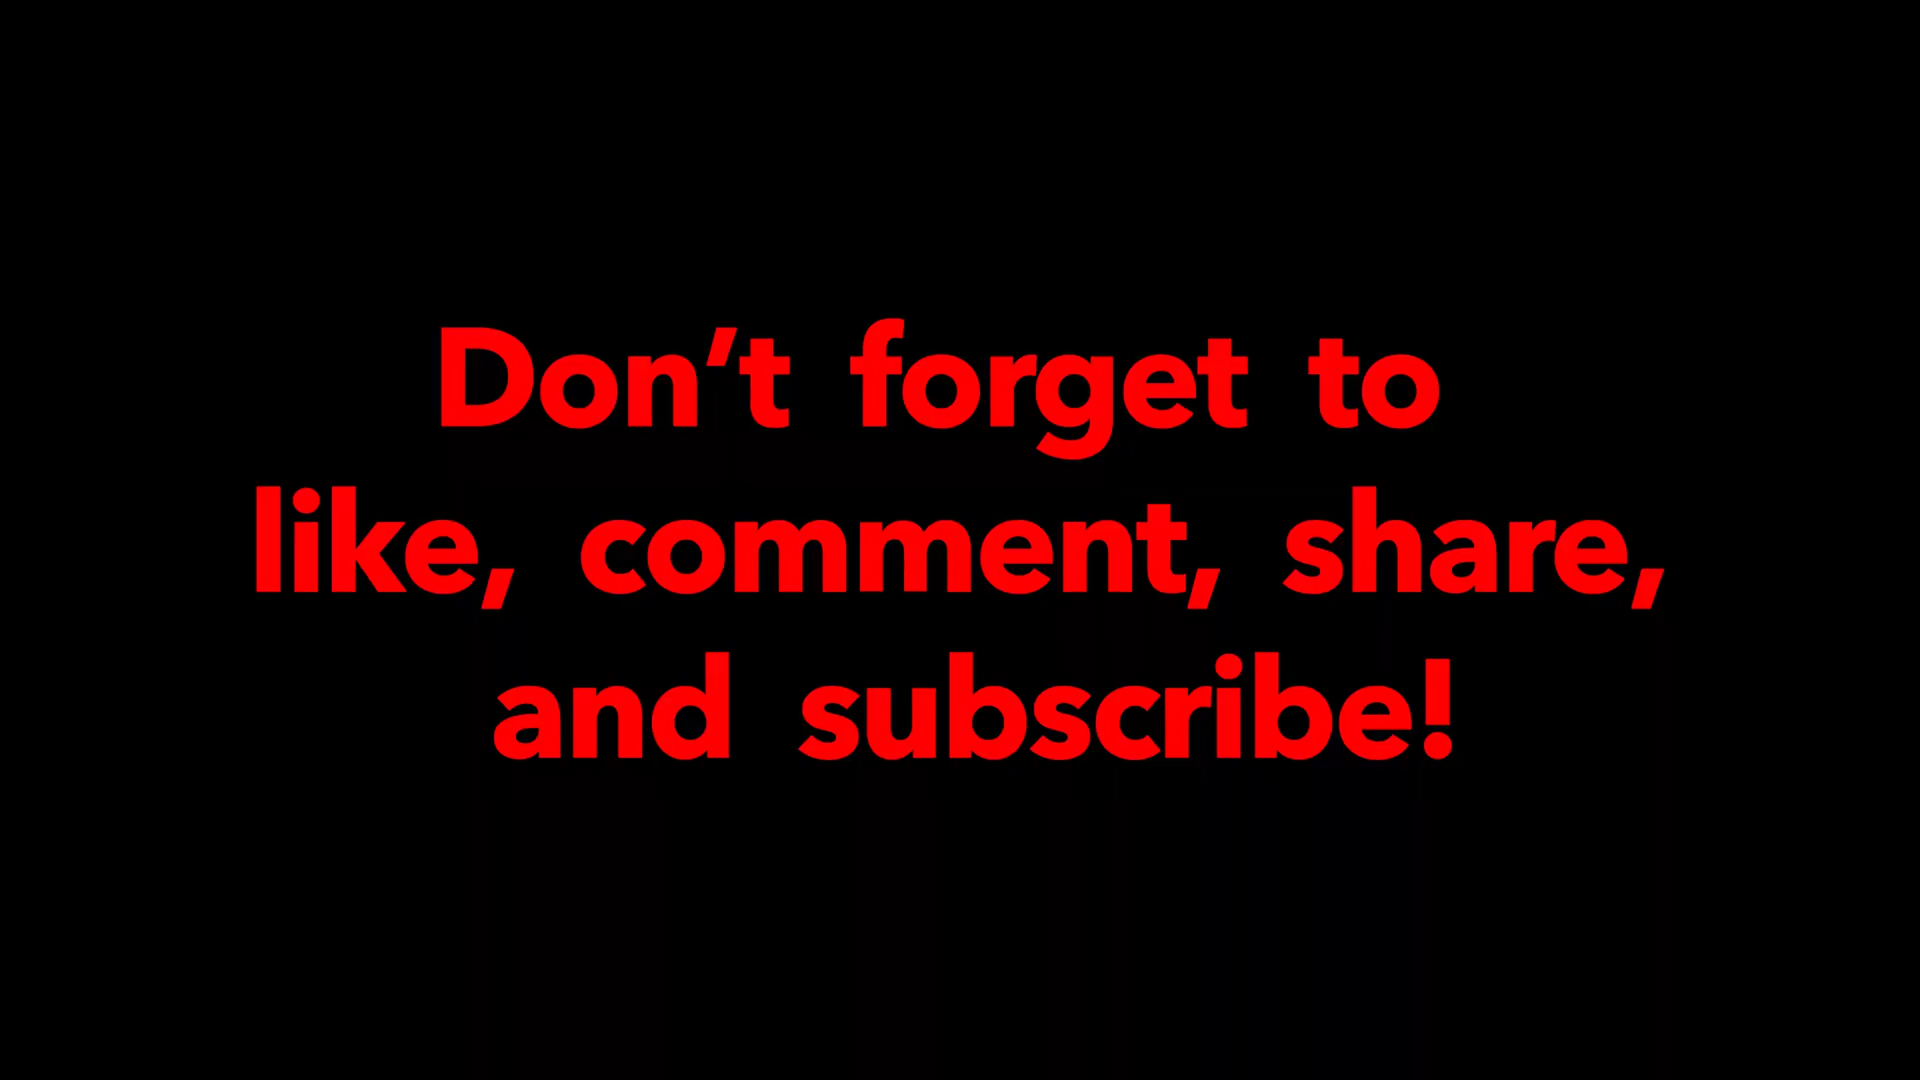 Don’t forget to
like, comment, share,
and subscribe!